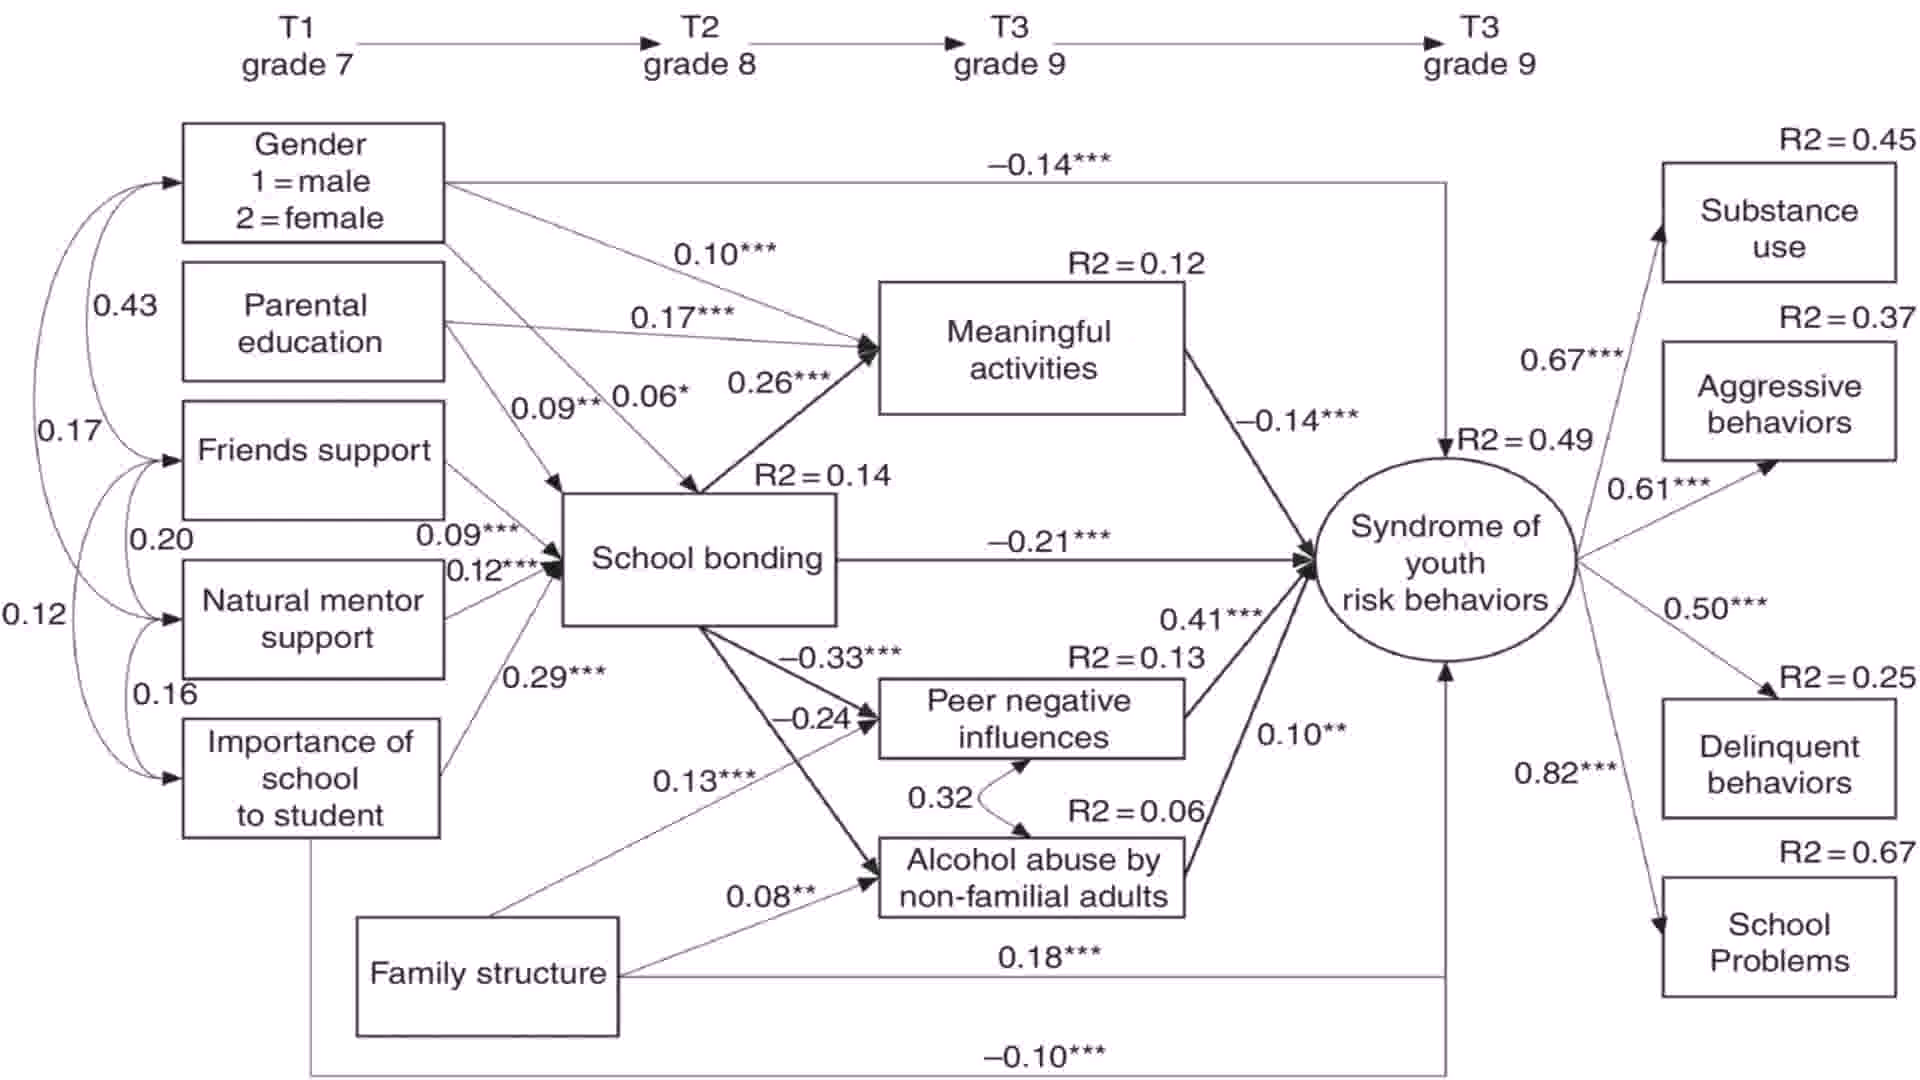 T1
grade 7
T2
grade 8
T3
grade 9
T3
grade 9
Gender
1 = male
2 = female
Parental
education
Friends support
Natural mentor
support
Importance of
school
to student
Family structure
0.43
0.17
0.20
0.12
0.16
–0.14***
0.10***
0.17***
0.09**
0.06*
0.26***
0.09***
0.12***
0.29***
R2 = 0.14
School bonding
R2 = 0.12
Meaningful
activities
–0.14***
–0.21***
–0.33***
–0.24
0.13***
0.08**
0.41***
R2 = 0.13
Peer negative
influences
0.32
0.10**
R2 = 0.06
Alcohol abuse by
non-familial adults
0.18***
–0.10***
R2 = 0.49
Syndrome of
youth
risk behaviors
0.67***
0.61***
0.50***
0.82***
R2 = 0.45
Substance
use
R2 = 0.37
Aggressive
behaviors
R2 = 0.25
Delinquent
behaviors
R2 = 0.67
School
Problems